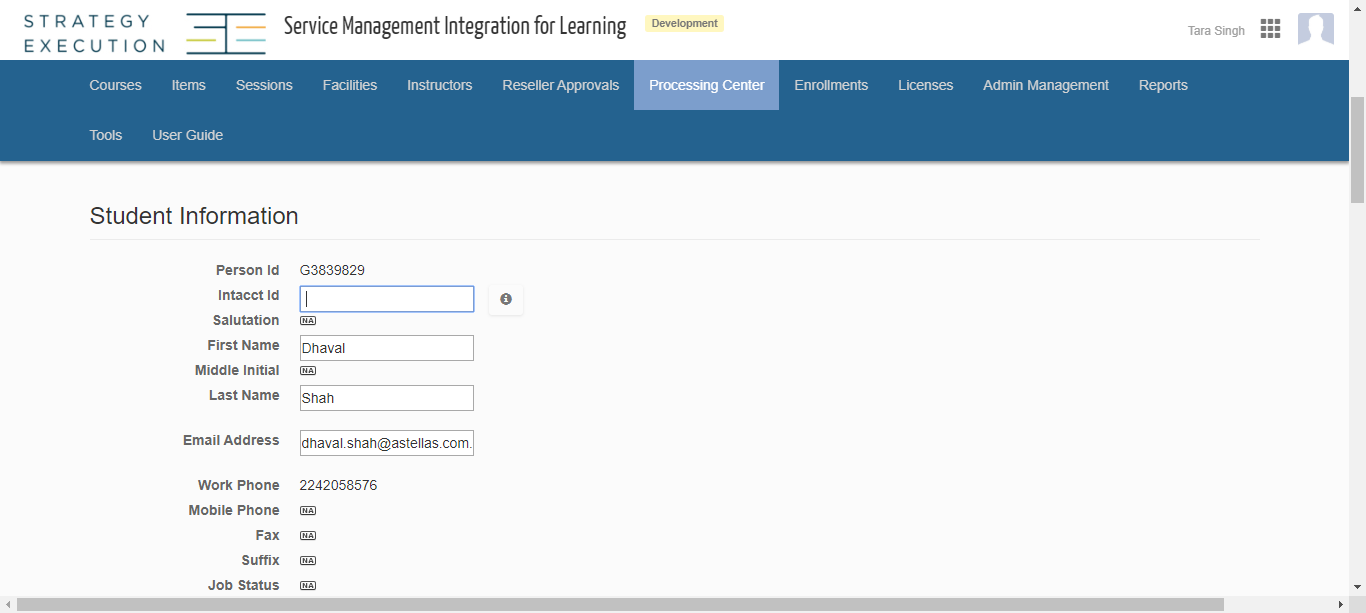 STRATEGY
EXECUTION
Service Management Integration for Learning
Development
Tara Singh
Courses Items Sessions Facilities Instructors Reseller Approvals Processing Center Enrollments Licenses Admin Management Reports
Tools User Guide
Student Information
Person Id G3839829
Intacct Id
Salutation NA
First Name Dhaval
Middle Initial NA
Last Name Shah
Email Address dhaval.shah@astellas.com.
Work Phone 2242058576
Mobile Phone NA
Fax NA
Suffix NA
Job Status NA